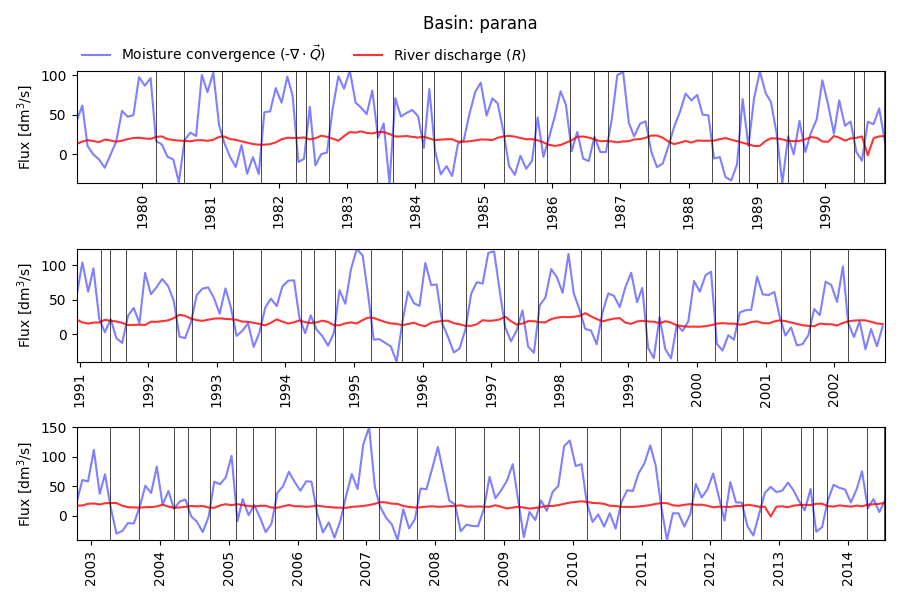 Basin: parana
Moisture convergence (-∇ · Q⃗) River discharge (R)
Flux [dm³/s]
100
50
0
1980 1981 1982 1983 1984 1985 1986 1987 1988 1989 1990
Flux [dm³/s]
100
50
0
1991 1992 1993 1994 1995 1996 1997 1998 1999 2000 2001 2002
Flux [dm³/s]
150
100
50
0
2003 2004 2005 2006 2007 2008 2009 2010 2011 2012 2013 2014